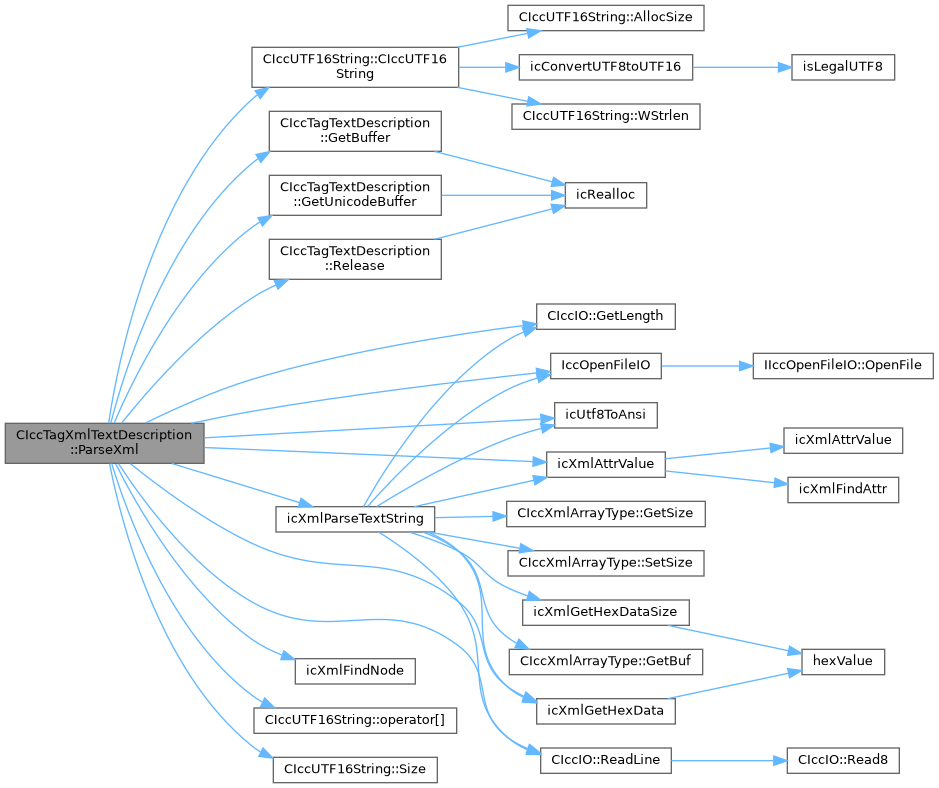 CIccUTF16String::AllocSize
CIccUTF16String::CIccUTF16
String
icConvertUTF8toUTF16
isLegalUTF8
CIccUTF16String::WStrlen
CIccTagTextDescription
::GetBuffer
CIccTagTextDescription
::GetUnicodeBuffer
icRealloc
CIccTagTextDescription
::Release
CIccIO::GetLength
IccOpenFileIO
IIccOpenFileIO::OpenFile
icUtf8ToAnsi
CIccTagXmlTextDescription
::ParseXml
icXmlAttrValue
icXmlAttrValue
icXmlFindAttr
icXmlParseTextString
CIccXmlArrayType::GetSize
CIccXmlArrayType::SetSize
icXmlGetHexDataSize
CIccXmlArrayType::GetBuf
hexValue
icXmlFindNode
icXmlGetHexData
CIccUTF16String::operator[]
CIccIO::ReadLine
CIccIO::Read8
CIccUTF16String::Size